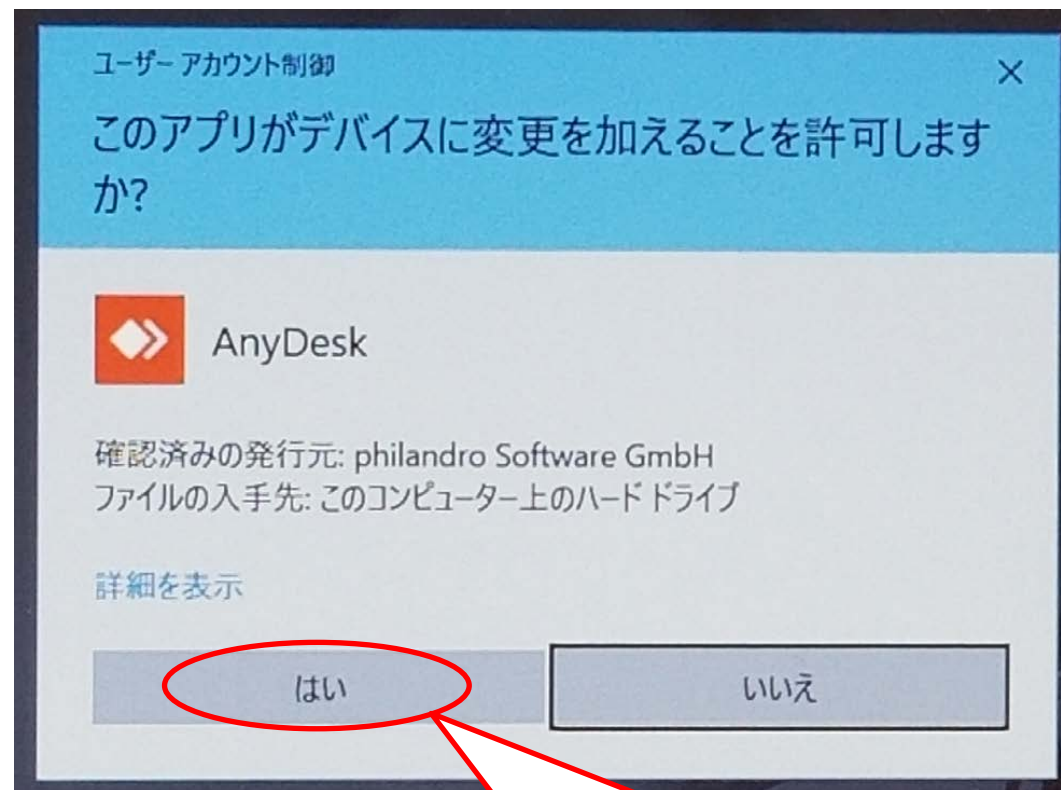 ユーザー アカウント制御
このアプリがデバイスに変更を加えることを許可します
か?
AnyDesk
確認済みの発行元: philandro Software GmbH
ファイルの入手先: このコンピューター上のハード ドライブ
詳細を表示
はい
いいえ